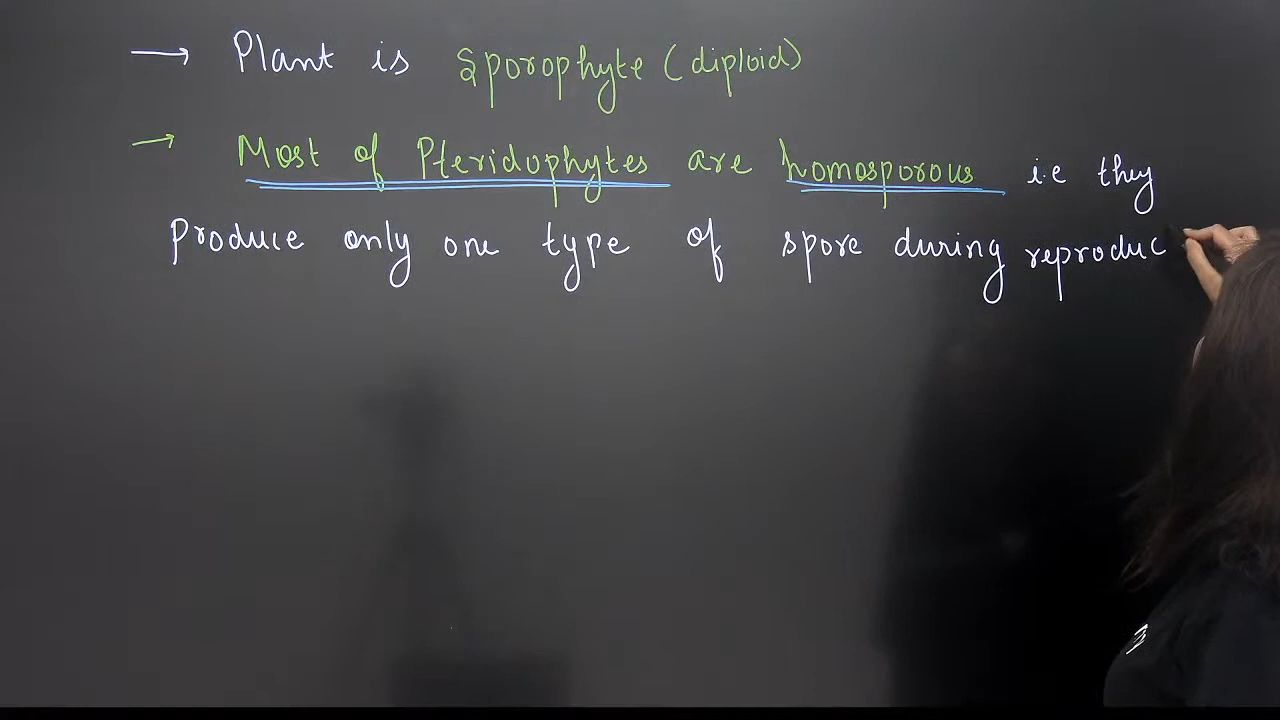 → Plant is Sporophyte (diploid)
→ Most of Pteridophytes are homosporous i.e they
produce only one type of spore during reproduc